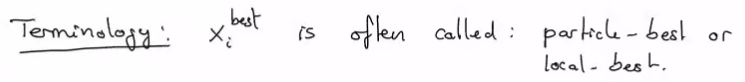 Terminology: x_i^best is often called: particle-best or
local-best.